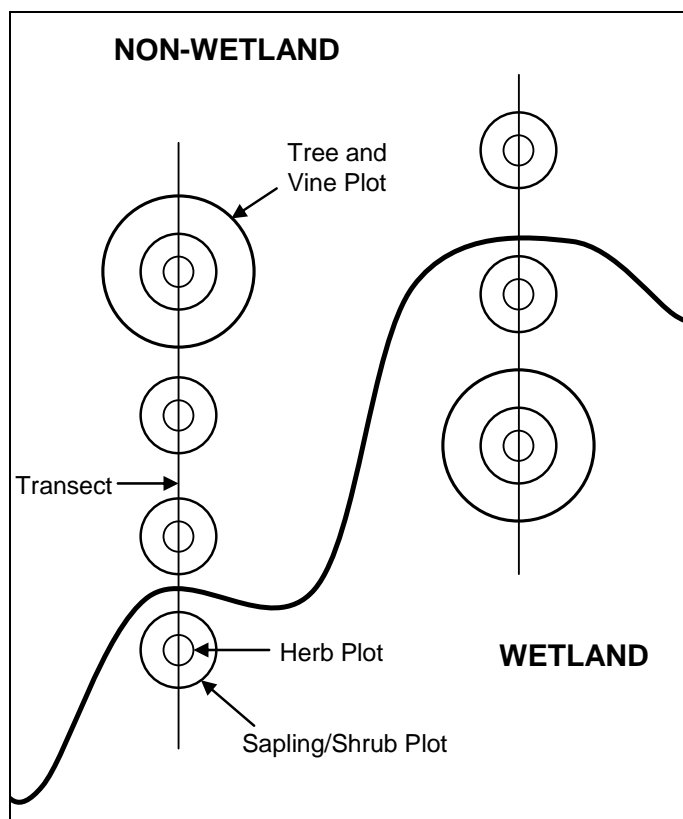 NON-WETLAND
Tree and
Vine Plot
Transect
Herb Plot
WETLAND
Sapling/Shrub Plot